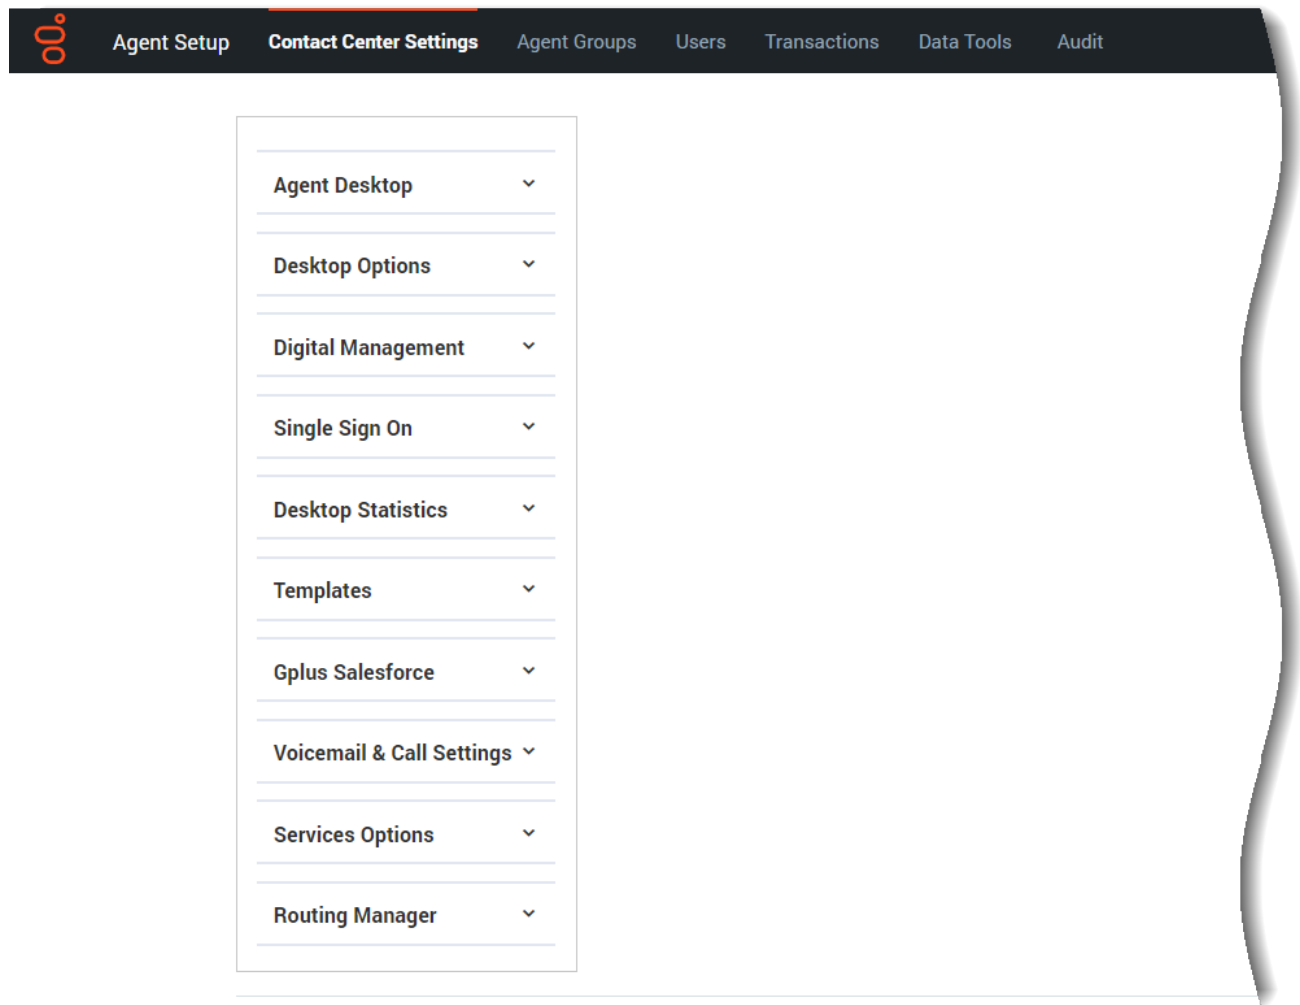 Agent Setup Contact Center Settings Agent Groups Users Transactions Data Tools Audit
Agent Desktop
Desktop Options
Digital Management
Single Sign On
Desktop Statistics
Templates
Gplus Salesforce
Voicemail & Call Settings
Services Options
Routing Manager